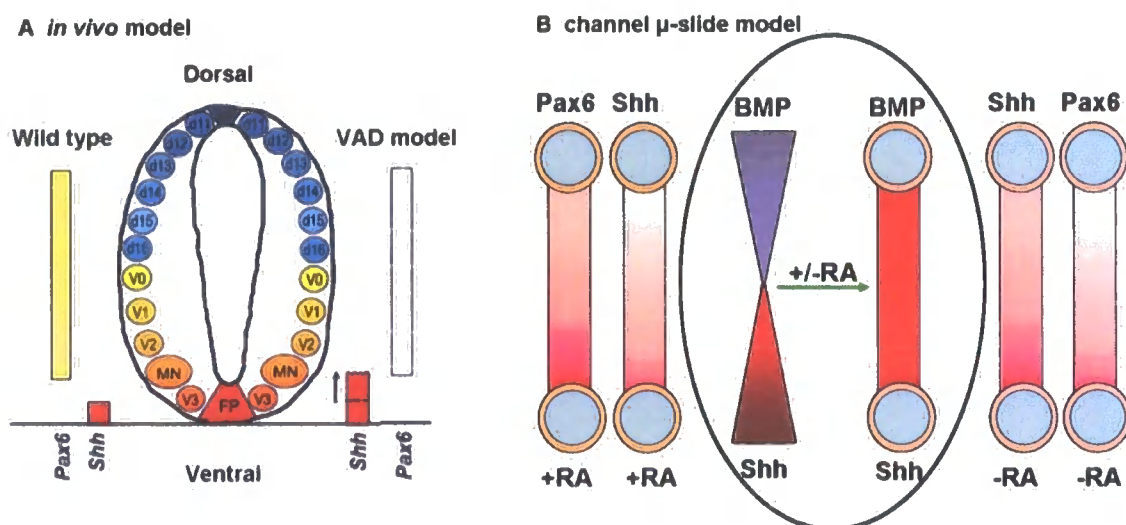 A in vivo model
Dorsal
Wild type
VAD model
d11 d11
d12 d12
d13 d13
d14 d14
d15 d15
d16 d16
V0 V0
V1 V1
V2 V2
MN MN
V3 FP V3
Pax6 Shh Shh Pax6
Ventral
B channel µ-slide model
Pax6 Shh BMP BMP Shh Pax6
+/-RA
Shh Shh
+RA +RA -RA -RA